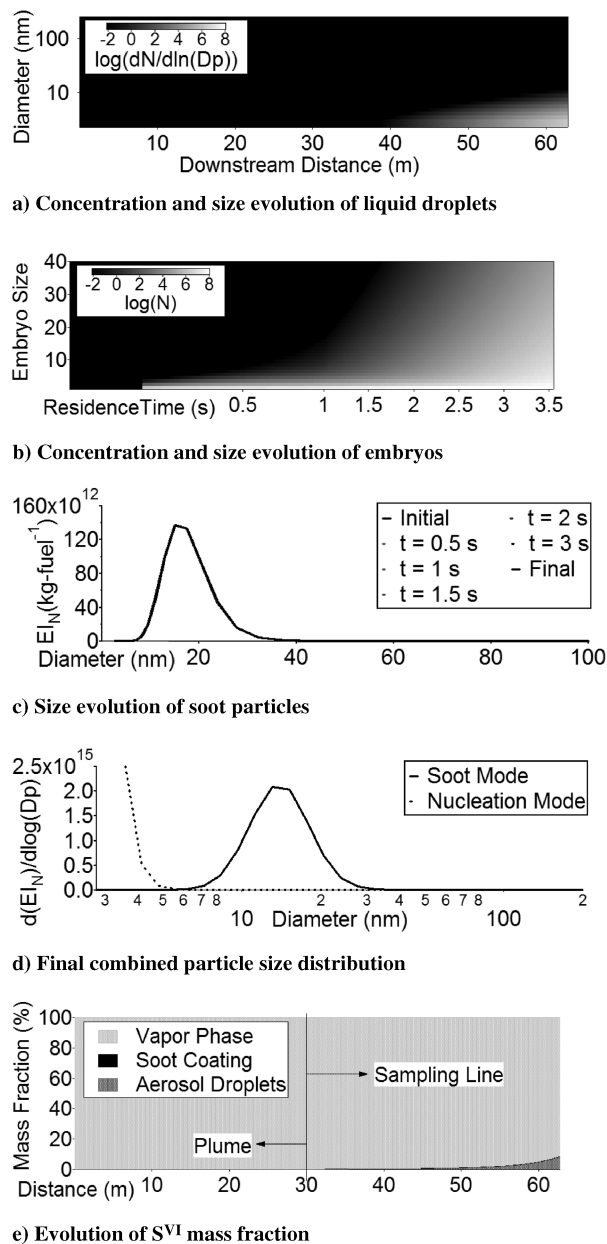 Diameter (nm)
100
10
-2 0 2 4 6 8
log(dN/dln(Dp))
10 20 30 40 50 60
Downstream Distance (m)
a) Concentration and size evolution of liquid droplets
Embryo Size
40
30
20
10
-2 0 2 4 6 8
log(N)
ResidenceTime (s) 0.5 1 1.5 2 2.5 3 3.5
b) Concentration and size evolution of embryos
EI_N(kg-fuel⁻¹)
160x10¹²
120
80
40
0
Initial
t = 0.5 s
t = 1 s
t = 1.5 s
t = 2 s
t = 3 s
Final
Diameter (nm) 20 40 60 80 100
c) Size evolution of soot particles
d(EI_N)/dlog(Dp)
2.5x10¹⁵
2.0
1.5
1.0
0.5
0.0
Soot Mode
Nucleation Mode
3 4 5 6 7 8 2 3 4 5 6 7 8 2
10 Diameter (nm) 100
d) Final combined particle size distribution
Mass Fraction (%)
100
80
60
40
20
0
Vapor Phase
Soot Coating
Aerosol Droplets
Sampling Line
Plume
Distance (m) 10 20 30 40 50 60
e) Evolution of Sⱽᴵ mass fraction